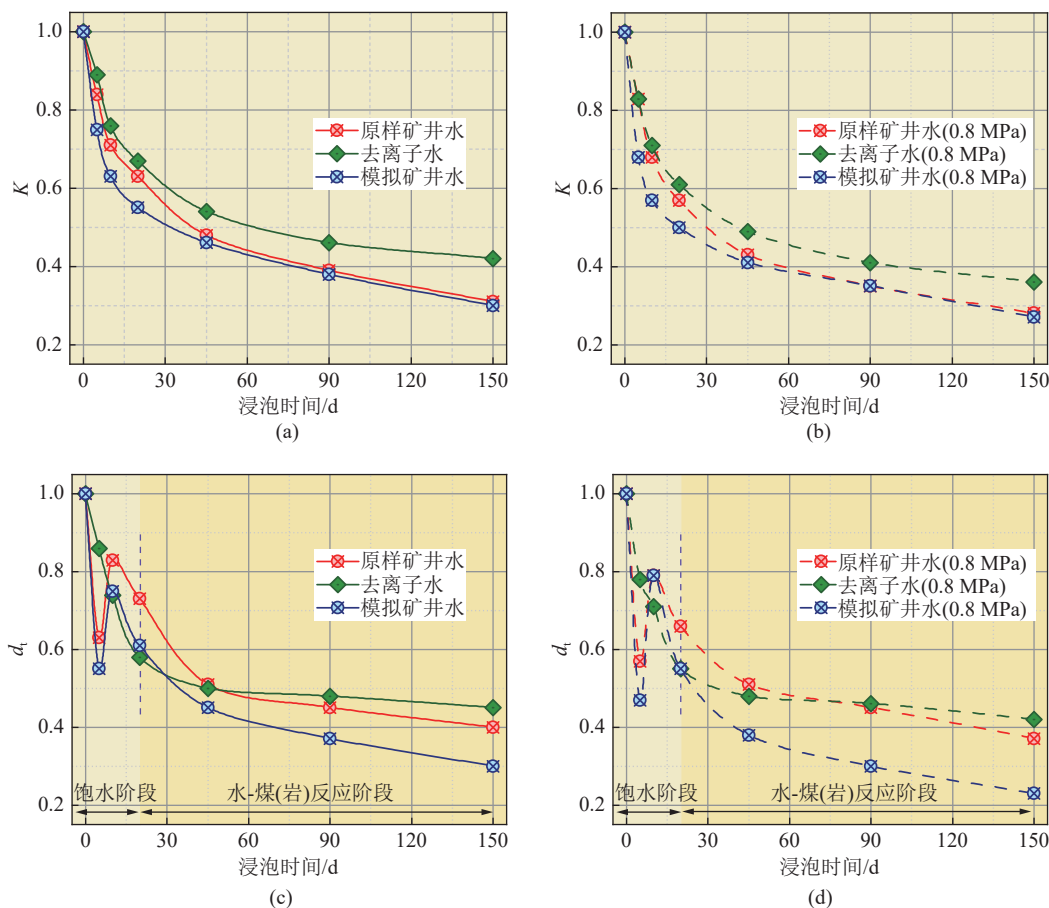 1.0
0.8
0.6
0.4
0.2
K
0 30 60 90 120 150
浸泡时间/d
(a)
原样矿井水
去离子水
模拟矿井水
1.0
0.8
0.6
0.4
0.2
K
0 30 60 90 120 150
浸泡时间/d
(b)
原样矿井水(0.8 MPa)
去离子水(0.8 MPa)
模拟矿井水(0.8 MPa)
1.0
0.8
0.6
0.4
0.2
d_t
原样矿井水
去离子水
模拟矿井水
饱水阶段 水-煤(岩)反应阶段
0 30 60 90 120 150
浸泡时间/d
(c)
1.0
0.8
0.6
0.4
0.2
d_t
原样矿井水(0.8 MPa)
去离子水(0.8 MPa)
模拟矿井水(0.8 MPa)
饱水阶段 水-煤(岩)反应阶段
0 30 60 90 120 150
浸泡时间/d
(d)